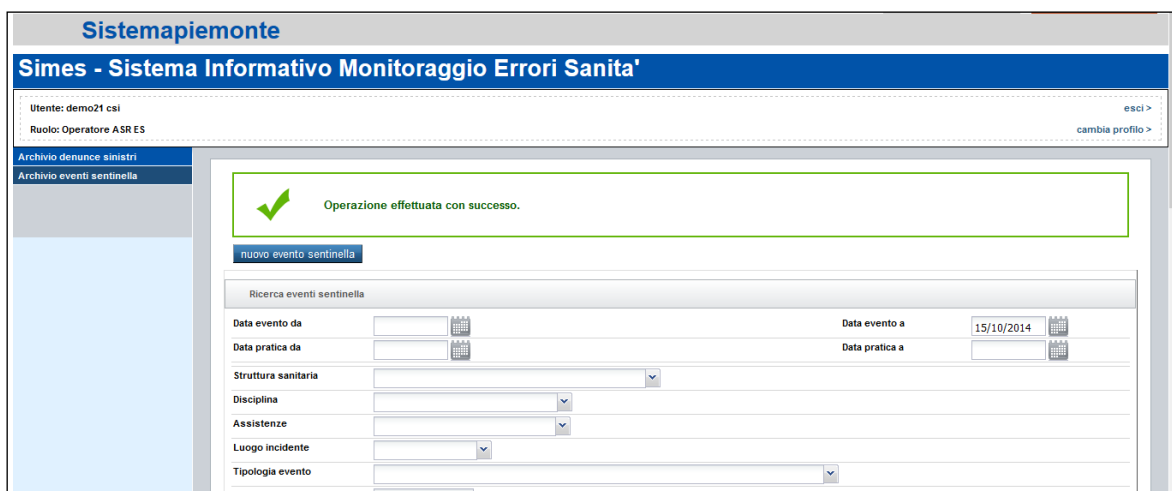 Sistemapiemonte
Simes - Sistema Informativo Monitoraggio Errori Sanita'
Utente: demo21 csi
esci >
Ruolo: Operatore ASR ES
cambia profilo >
Archivio denunce sinistri
Archivio eventi sentinella
Operazione effettuata con successo.
nuovo evento sentinella
Ricerca eventi sentinella
Data evento da
Data evento a
15/10/2014
Data pratica da
Data pratica a
Struttura sanitaria
Disciplina
Assistenze
Luogo incidente
Tipologia evento